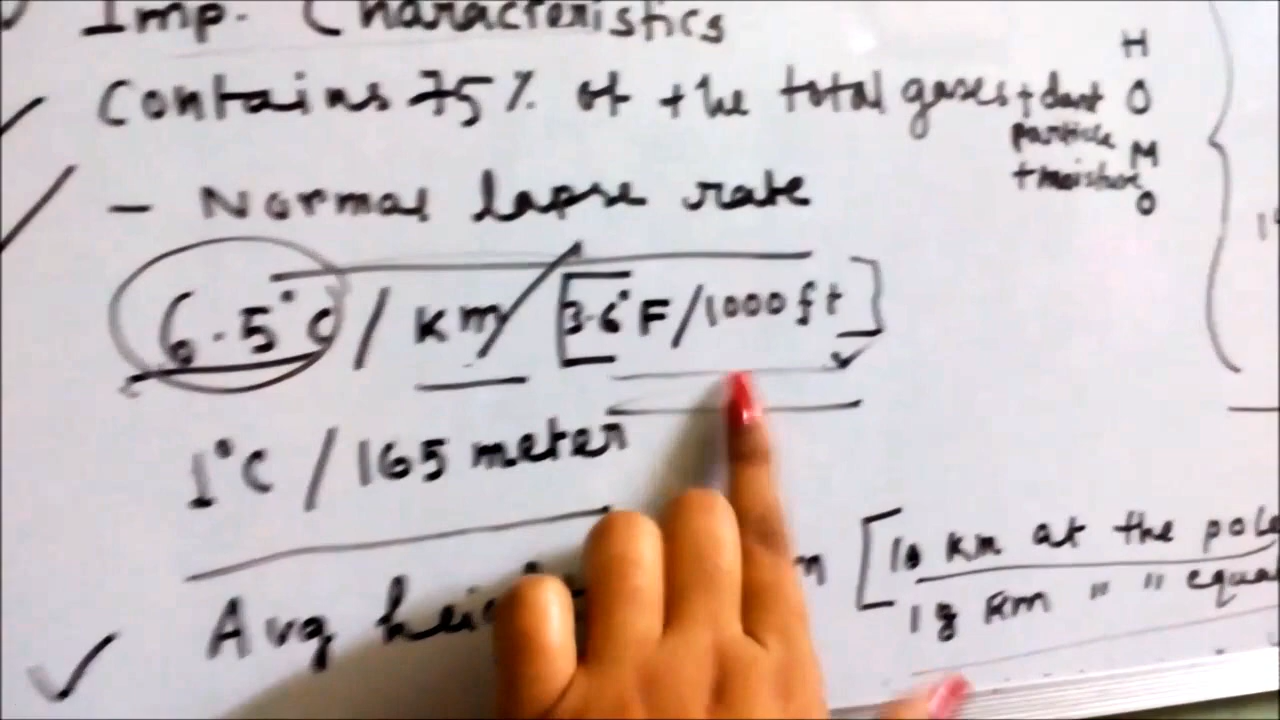 Imp. Characteristics
Contains 75% of the total gases + dust
particle
+ moisture
H
O
M
O
- Normal lapse rate
6.5°C / Km [3.6°F/1000 ft]
1°C / 165 meter
Avg
[10 Km at the pole
18 Km " " equa